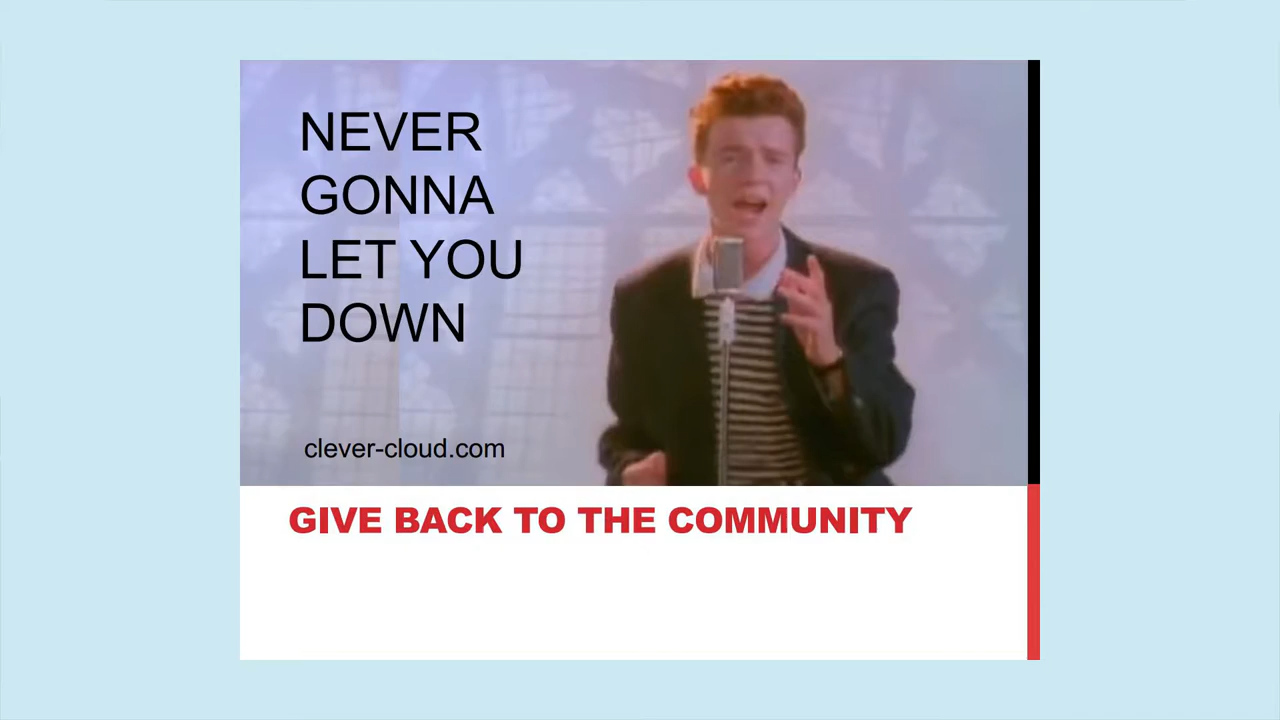 NEVER
GONNA
LET YOU
DOWN
clever-cloud.com
GIVE BACK TO THE COMMUNITY